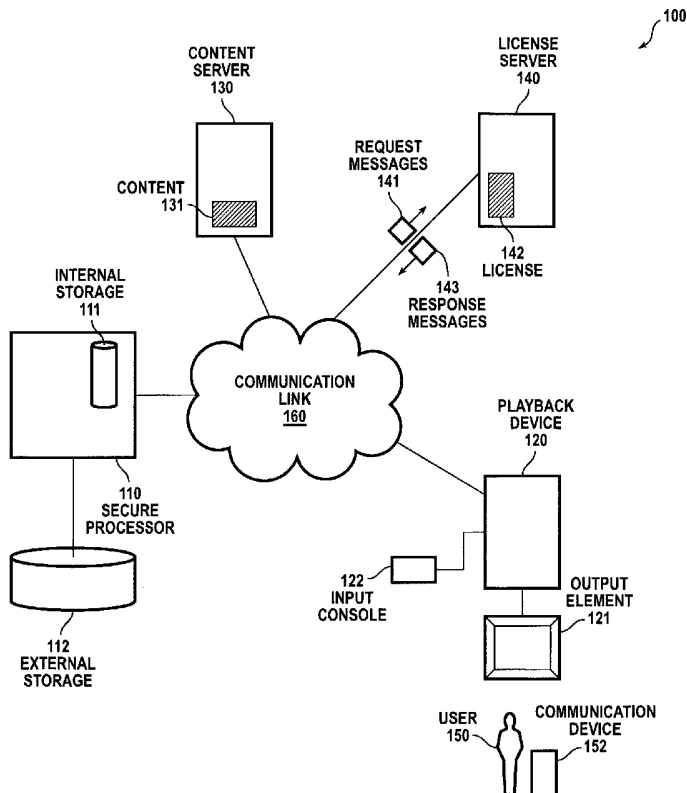 100
CONTENT
SERVER
130
LICENSE
SERVER
140
REQUEST
MESSAGES
141
CONTENT
131
142
LICENSE
143
RESPONSE
MESSAGES
INTERNAL
STORAGE
111
COMMUNICATION
LINK
160
PLAYBACK
DEVICE
120
110
SECURE
PROCESSOR
122
INPUT
CONSOLE
OUTPUT
ELEMENT
121
112
EXTERNAL
STORAGE
USER
150
COMMUNICATION
DEVICE
152